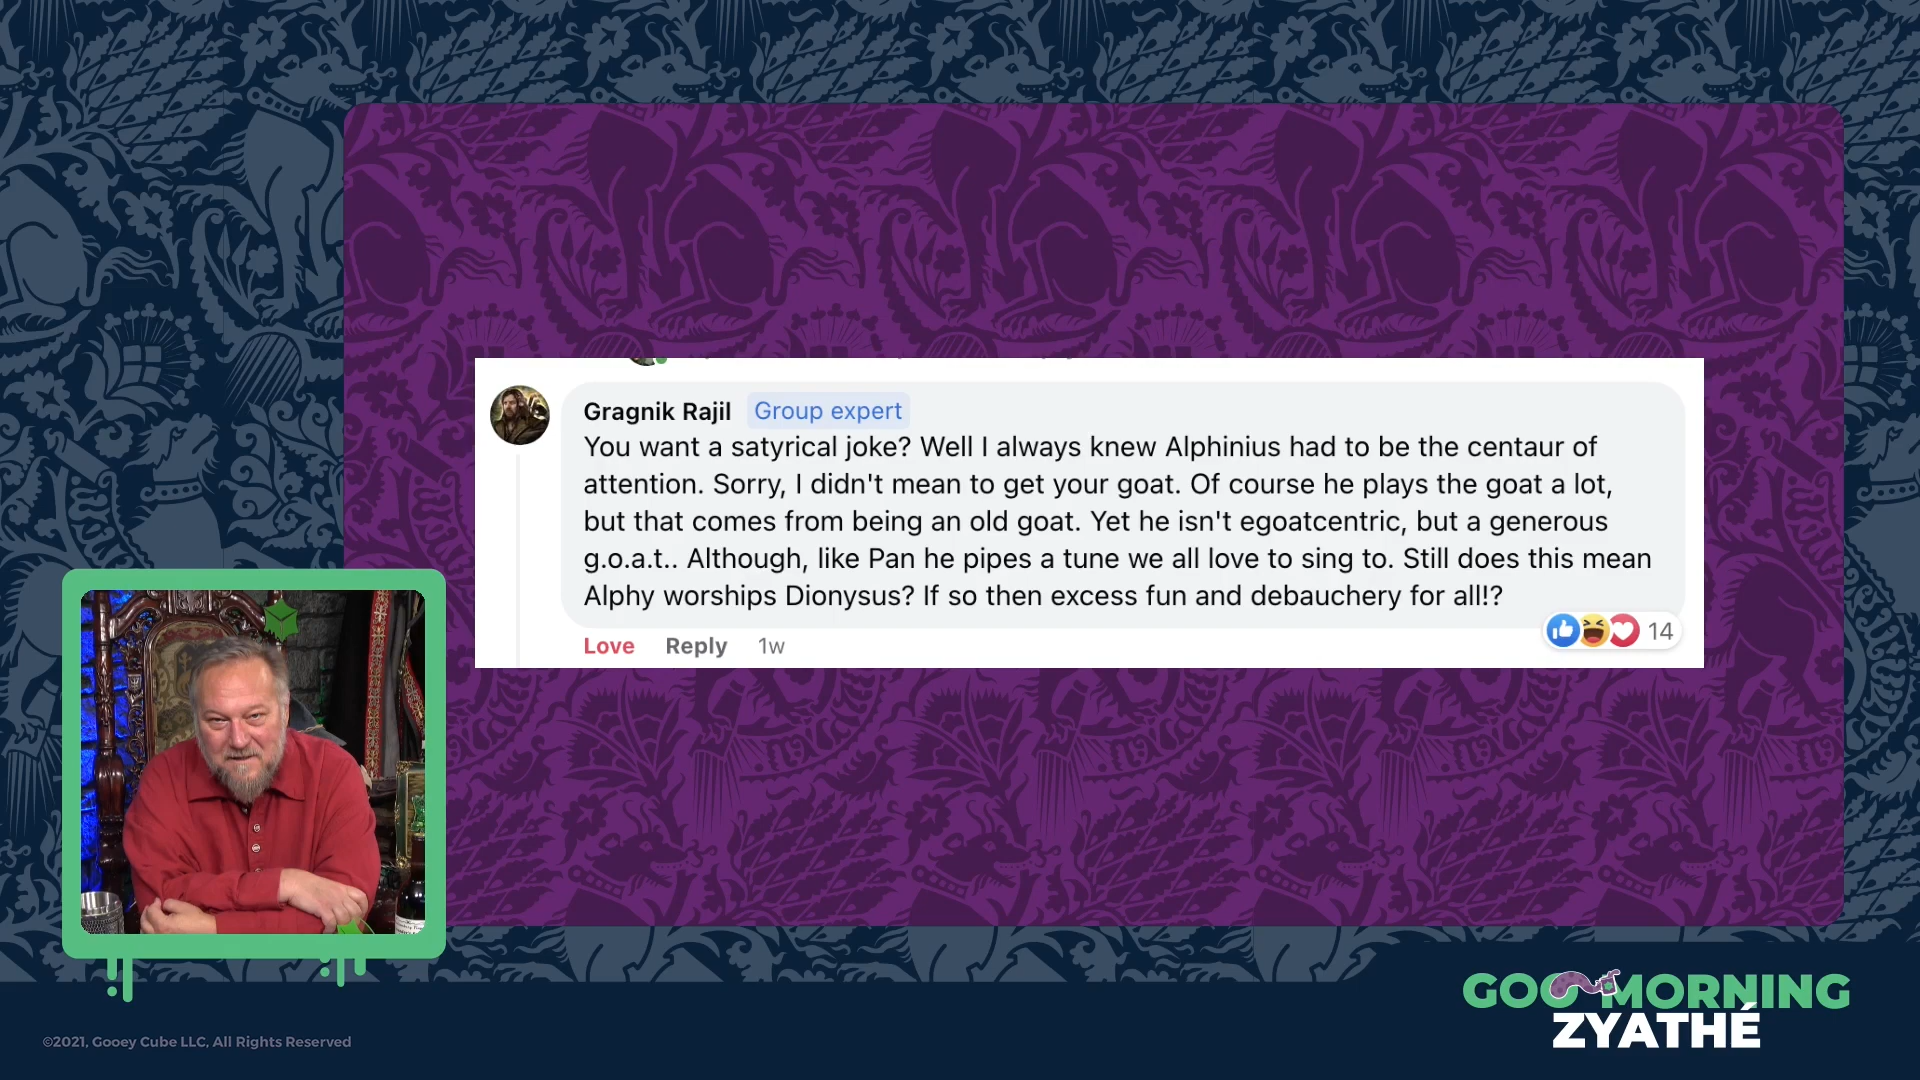 Gragnik Rajil Group expert
You want a satyrical joke? Well I always knew Alphinius had to be the centaur of
attention. Sorry, I didn't mean to get your goat. Of course he plays the goat a lot,
but that comes from being an old goat. Yet he isn't egoatcentric, but a generous
g.o.a.t.. Although, like Pan he pipes a tune we all love to sing to. Still does this mean
Alphy worships Dionysus? If so then excess fun and debauchery for all!?
Love Reply 1w 14
GOO MORNING
ZYATHÉ
©2021, Gooey Cube LLC, All Rights Reserved